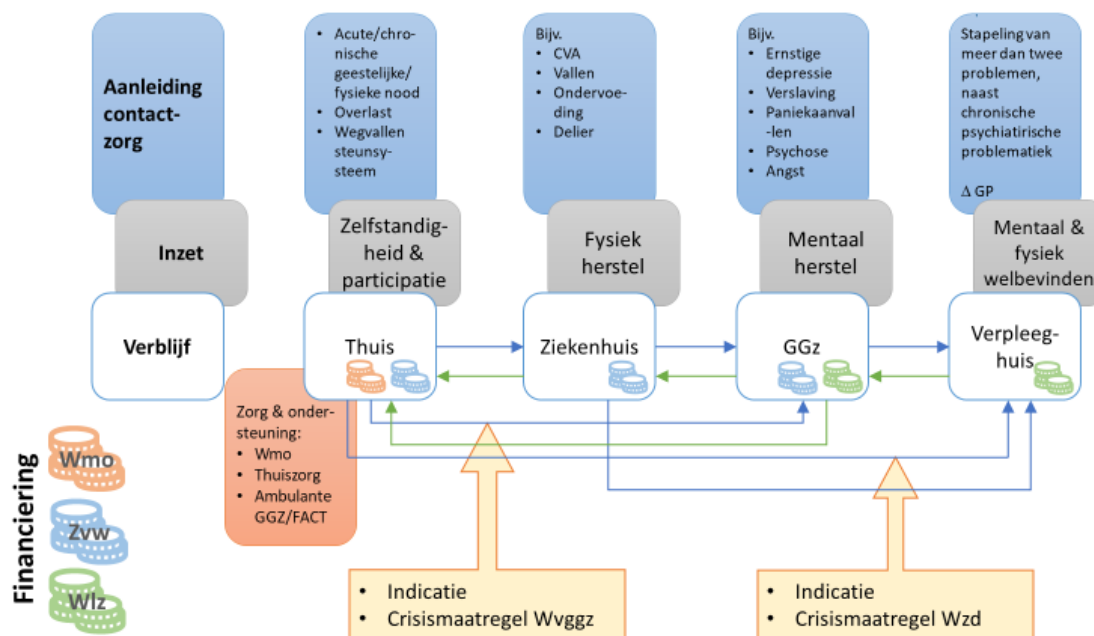 Aanleiding
contact-
zorg
• Acute/chro-
nische
geestelijke/
fysieke nood
• Overlast
• Wegvallen
steunsy-
steem
Bijv.
• CVA
• Vallen
• Ondervoe-
ding
• Delier
Bijv.
• Ernstige
depressie
• Verslaving
• Paniekaanval
-len
• Psychose
• Angst
Stapeling van
meer dan twee
problemen,
naast
chronische
psychiatirische
problematiek
Δ GP
Inzet
Zelfstandig-
heid &
participatie
Fysiek
herstel
Mentaal
herstel
Mentaal &
fysiek
welbevinden
Verblijf
Thuis
Ziekenhuis
GGz
Verpleeg-
huis
Zorg & onder-
steuning:
• Wmo
• Thuiszorg
• Ambulante
GGZ/FACT
Financiering
Wmo
Zvw
Wlz
• Indicatie
• Crisismaatregel Wvggz
• Indicatie
• Crisismaatregel Wzd